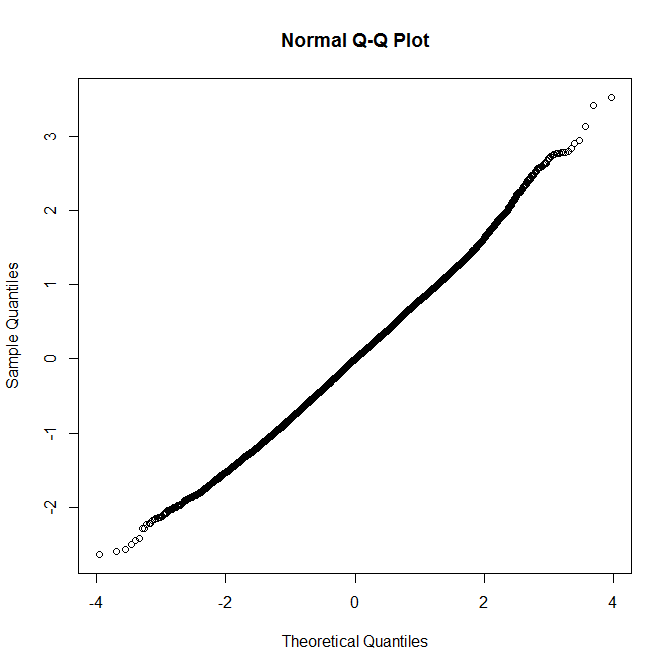 Normal Q-Q Plot
3
2
1
0
-1
-2
Sample Quantiles
-4 -2 0 2 4
Theoretical Quantiles